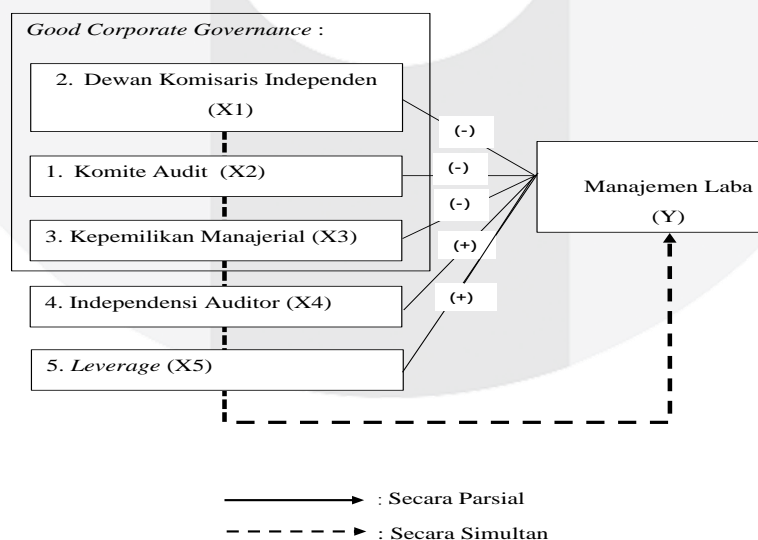 Good Corporate Governance :
2. Dewan Komisaris Independen
(X1)
(-)
1. Komite Audit (X2)
(-)
Manajemen Laba
(Y)
3. Kepemilikan Manajerial (X3)
(-)
(+)
4. Independensi Auditor (X4)
(+)
5. Leverage (X5)
: Secara Parsial
: Secara Simultan